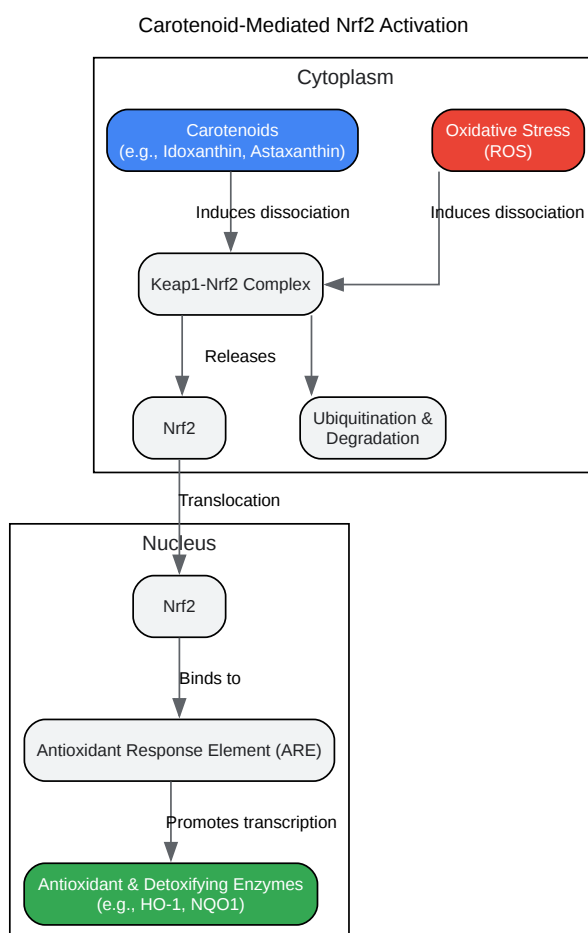 Carotenoid-Mediated Nrf2 Activation
Cytoplasm
Carotenoids
(e.g., Idoxanthin, Astaxanthin)
Oxidative Stress
(ROS)
Induces dissociation
Induces dissociation
Keap1-Nrf2 Complex
Releases
Nrf2
Ubiquitination &
Degradation
Translocation
Nucleus
Nrf2
Binds to
Antioxidant Response Element (ARE)
Promotes transcription
Antioxidant & Detoxifying Enzymes
(e.g., HO-1, NQO1)